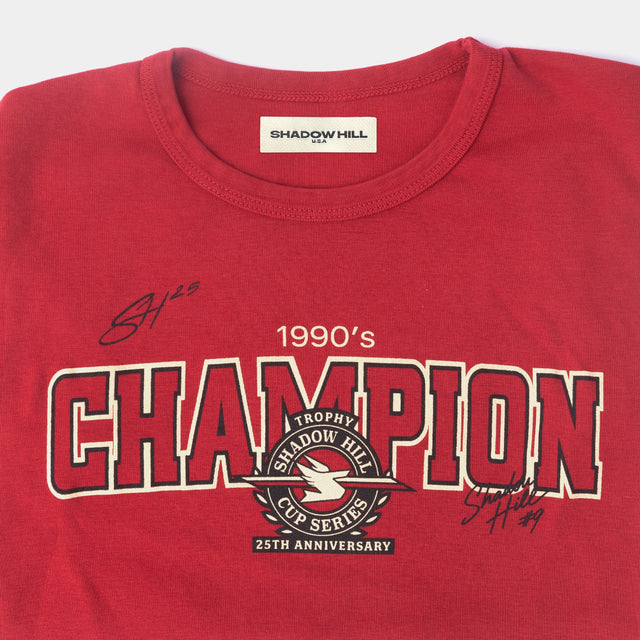 SHADOW HILL
U.S.A
SH 25
1990's
CHAMPION
TROPHY
SHADOW HILL
CUP SERIES
25TH ANNIVERSARY
Shadow
Hill
#9